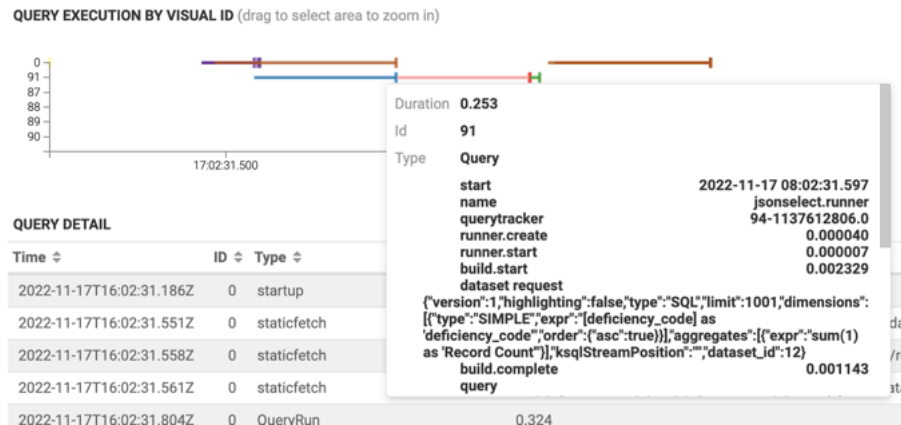 QUERY EXECUTION BY VISUAL ID (drag to select area to zoom in)
0
91
87
88
89
90
17:02:31.500
Duration 0.253
Id 91
Type Query
start 2022-11-17 08:02:31.597
name jsonselect.runner
querytracker 94-1137612806.0
runner.create 0.000040
runner.start 0.000007
build.start 0.002329
dataset request
{"version":1,"highlighting":false,"type":"SQL","limit":1001,"dimensions":
[{"type":"SIMPLE","expr":"[deficiency_code] as
'deficiency_code'","order":{"asc":true}}],"aggregates":[{"expr":"sum(1)
as 'Record Count'"}],"ksqlStreamPosition":"","dataset_id":12}
build.complete 0.001143
query
QUERY DETAIL
Time ID Type
2022-11-17T16:02:31.186Z 0 startup
2022-11-17T16:02:31.551Z 0 staticfetch
2022-11-17T16:02:31.558Z 0 staticfetch
2022-11-17T16:02:31.561Z 0 staticfetch
2022-11-17T16:02:31.804Z 0 QueryRun 0.324